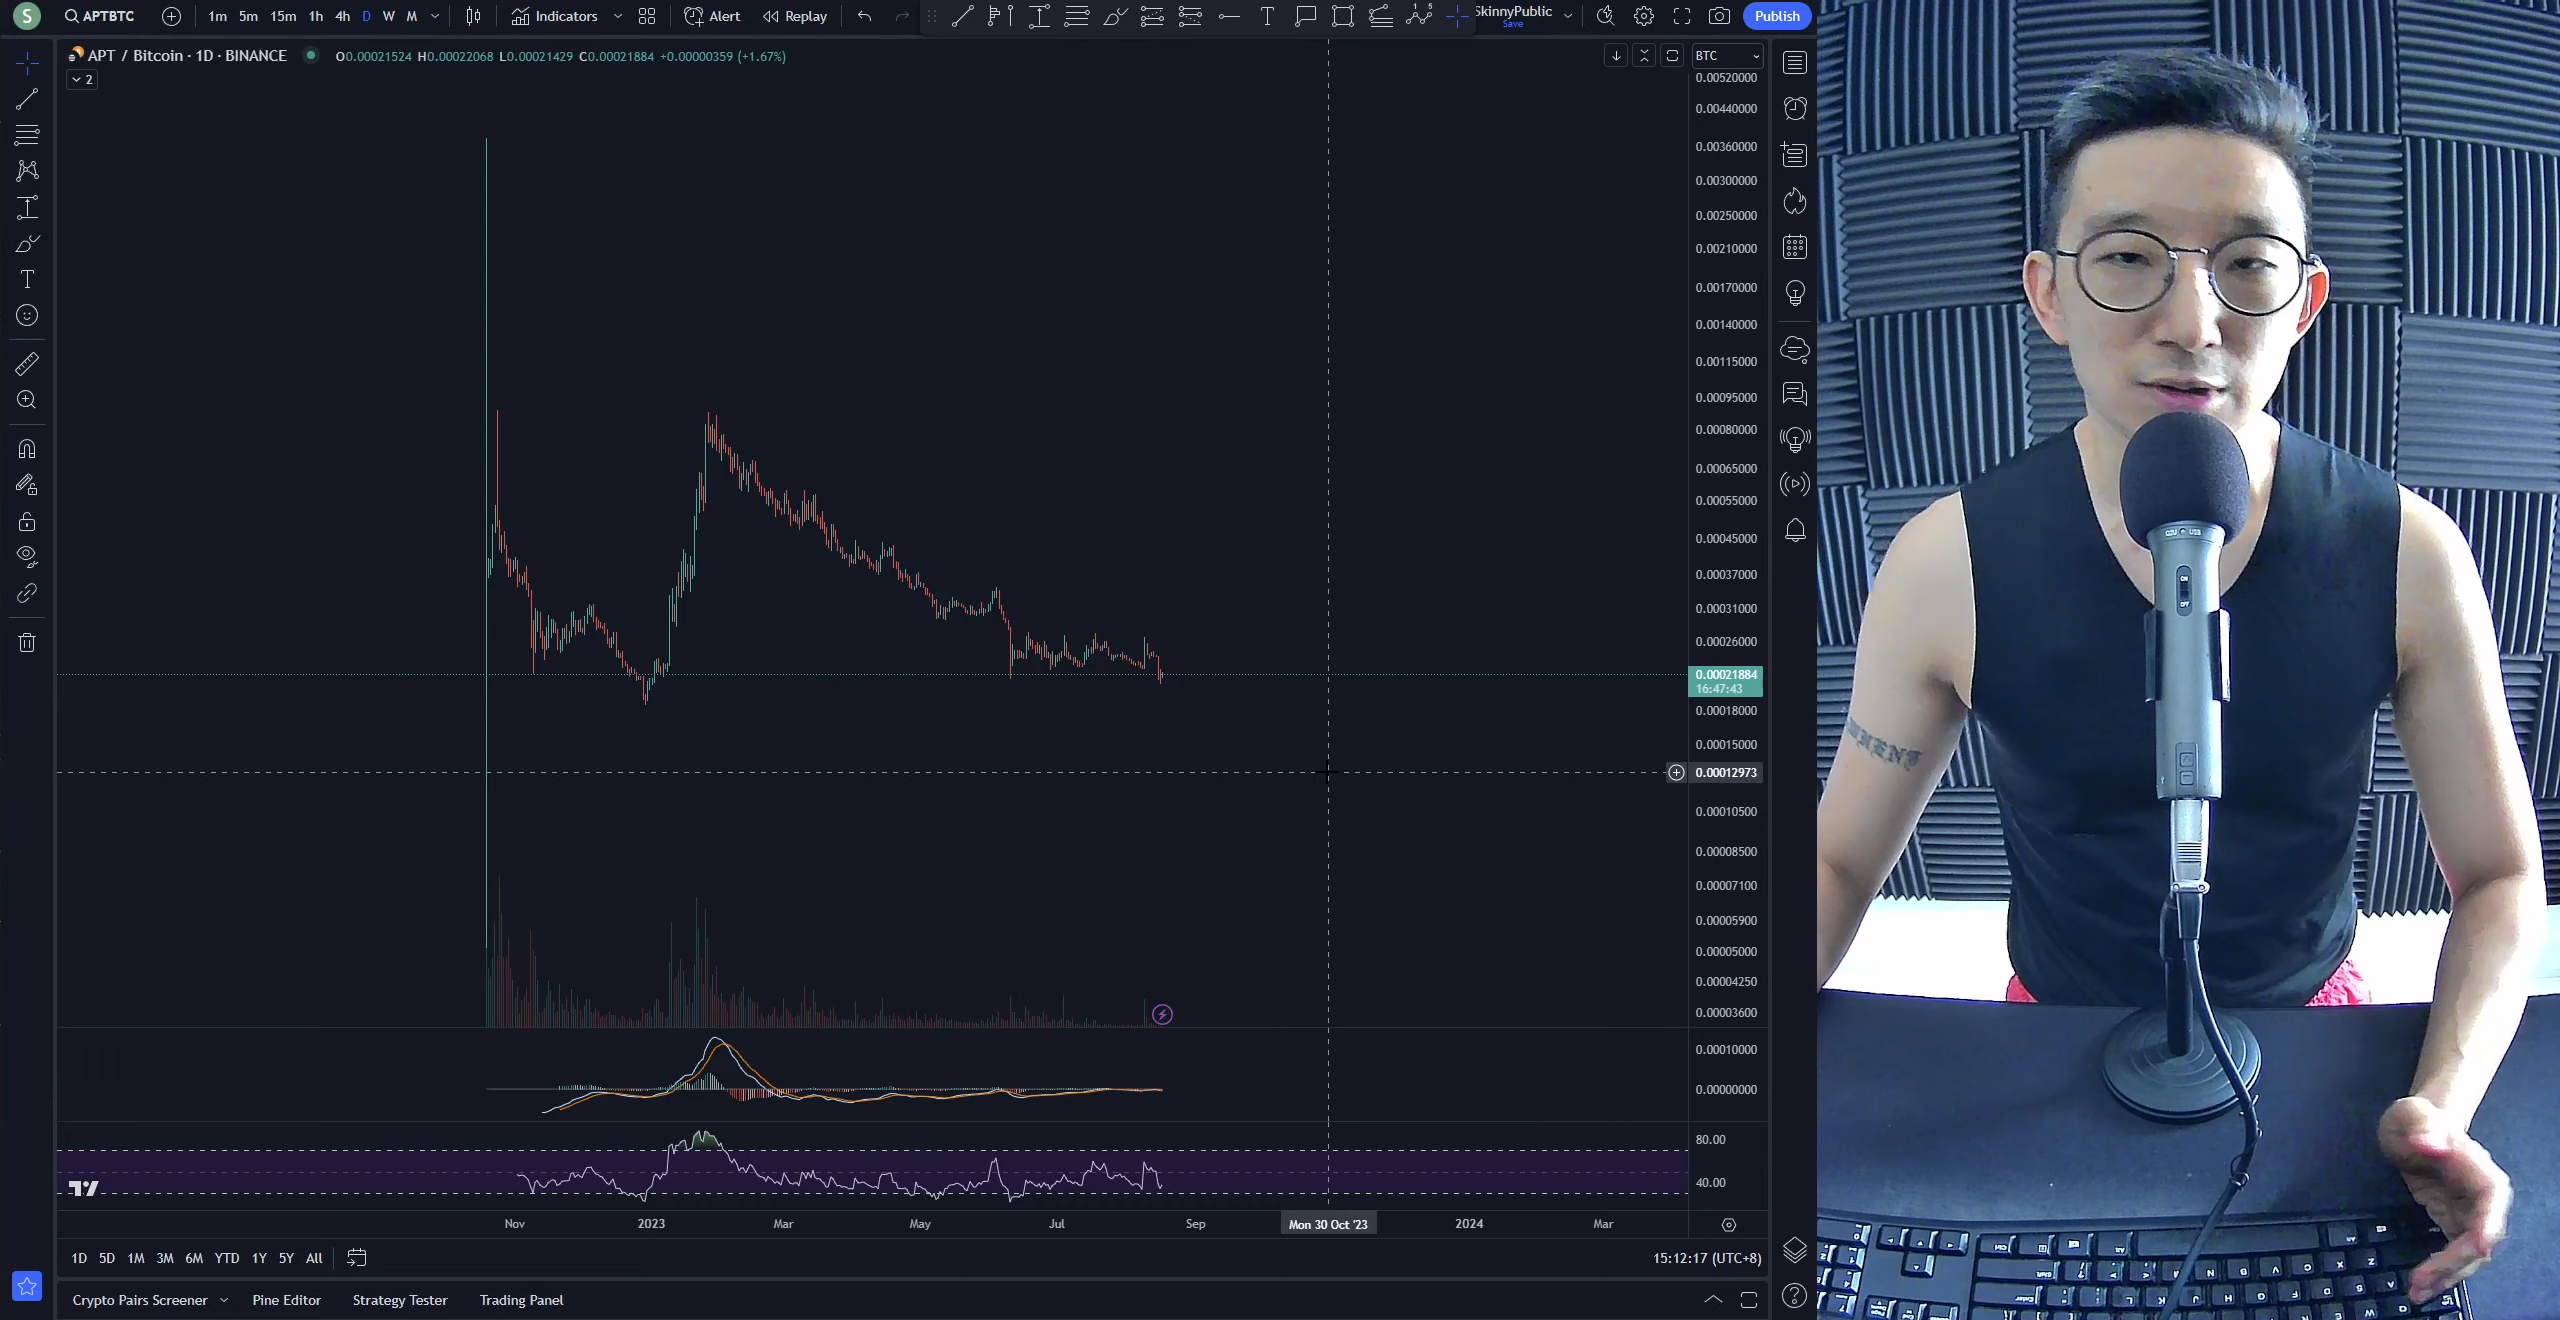 S
APTBTC
1m 5m 15m 1h 4h D W M
Indicators
Alert
Replay
SkinnyPublic
Save
Publish
APT / Bitcoin · 1D · BINANCE
O0.00021524 H0.00022068 L0.00021429 C0.00021884 +0.00000359 (+1.67%)
BTC
2
0.00520000
0.00440000
0.00360000
0.00300000
0.00250000
0.00210000
0.00170000
0.00140000
0.00115000
0.00095000
0.00080000
0.00065000
0.00055000
0.00045000
0.00037000
0.00031000
0.00026000
0.00021884
16:47:43
0.00018000
0.00015000
0.00012973
0.00010500
0.00008500
0.00007100
0.00005900
0.00005000
0.00004250
0.00003600
0.00010000
0.00000000
80.00
40.00
Nov 2023 Mar May Jul Sep Mon 30 Oct '23 2024 Mar
1D 5D 1M 3M 6M YTD 1Y 5Y All
15:12:17 (UTC+8)
Crypto Pairs Screener
Pine Editor
Strategy Tester
Trading Panel
Q2U USB
ON
OFF